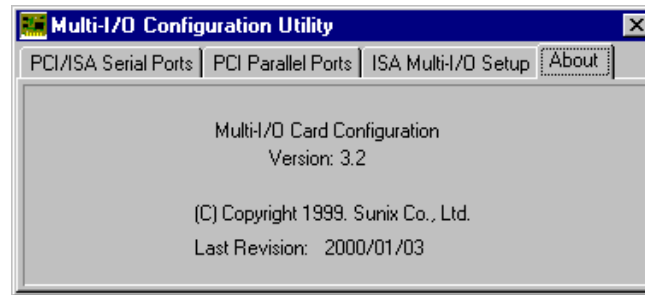 Multi-I/O Configuration Utility
PCI/ISA Serial Ports PCI Parallel Ports ISA Multi-I/O Setup About
Multi-I/O Card Configuration
Version: 3.2
(C) Copyright 1999. Sunix Co., Ltd.
Last Revision: 2000/01/03